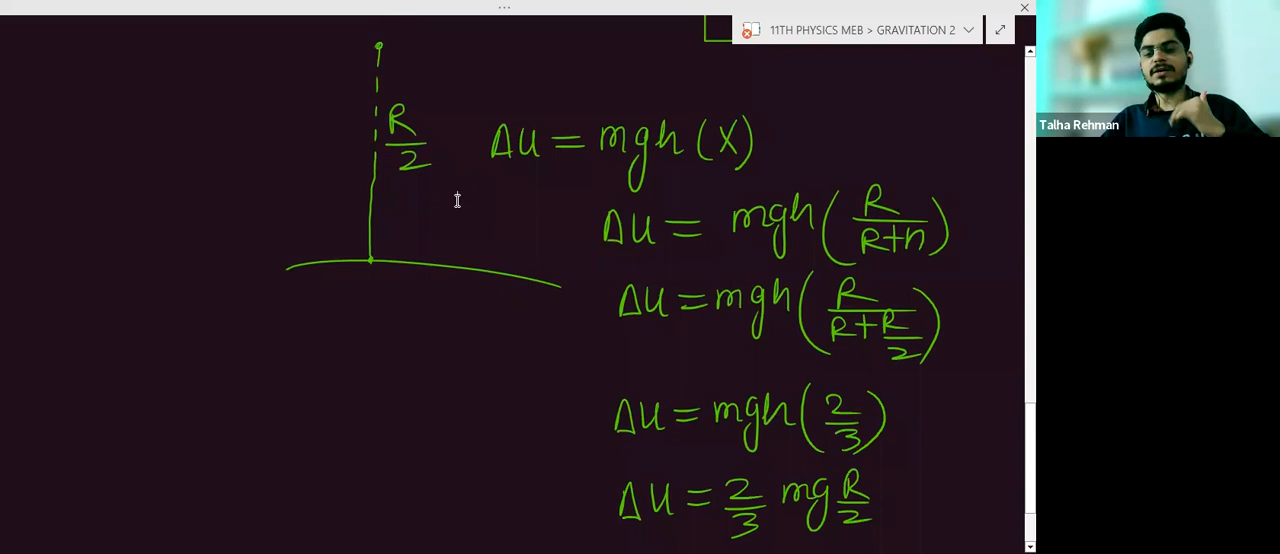 11TH PHYSICS MEB > GRAVITATION 2
Talha Rehman
R/2
ΔU = mgh (X)
ΔU = mgh (R/(R+h))
ΔU = mgh (R/(R+R/2))
ΔU = mgh (2/3)
ΔU = 2/3 mg R/2